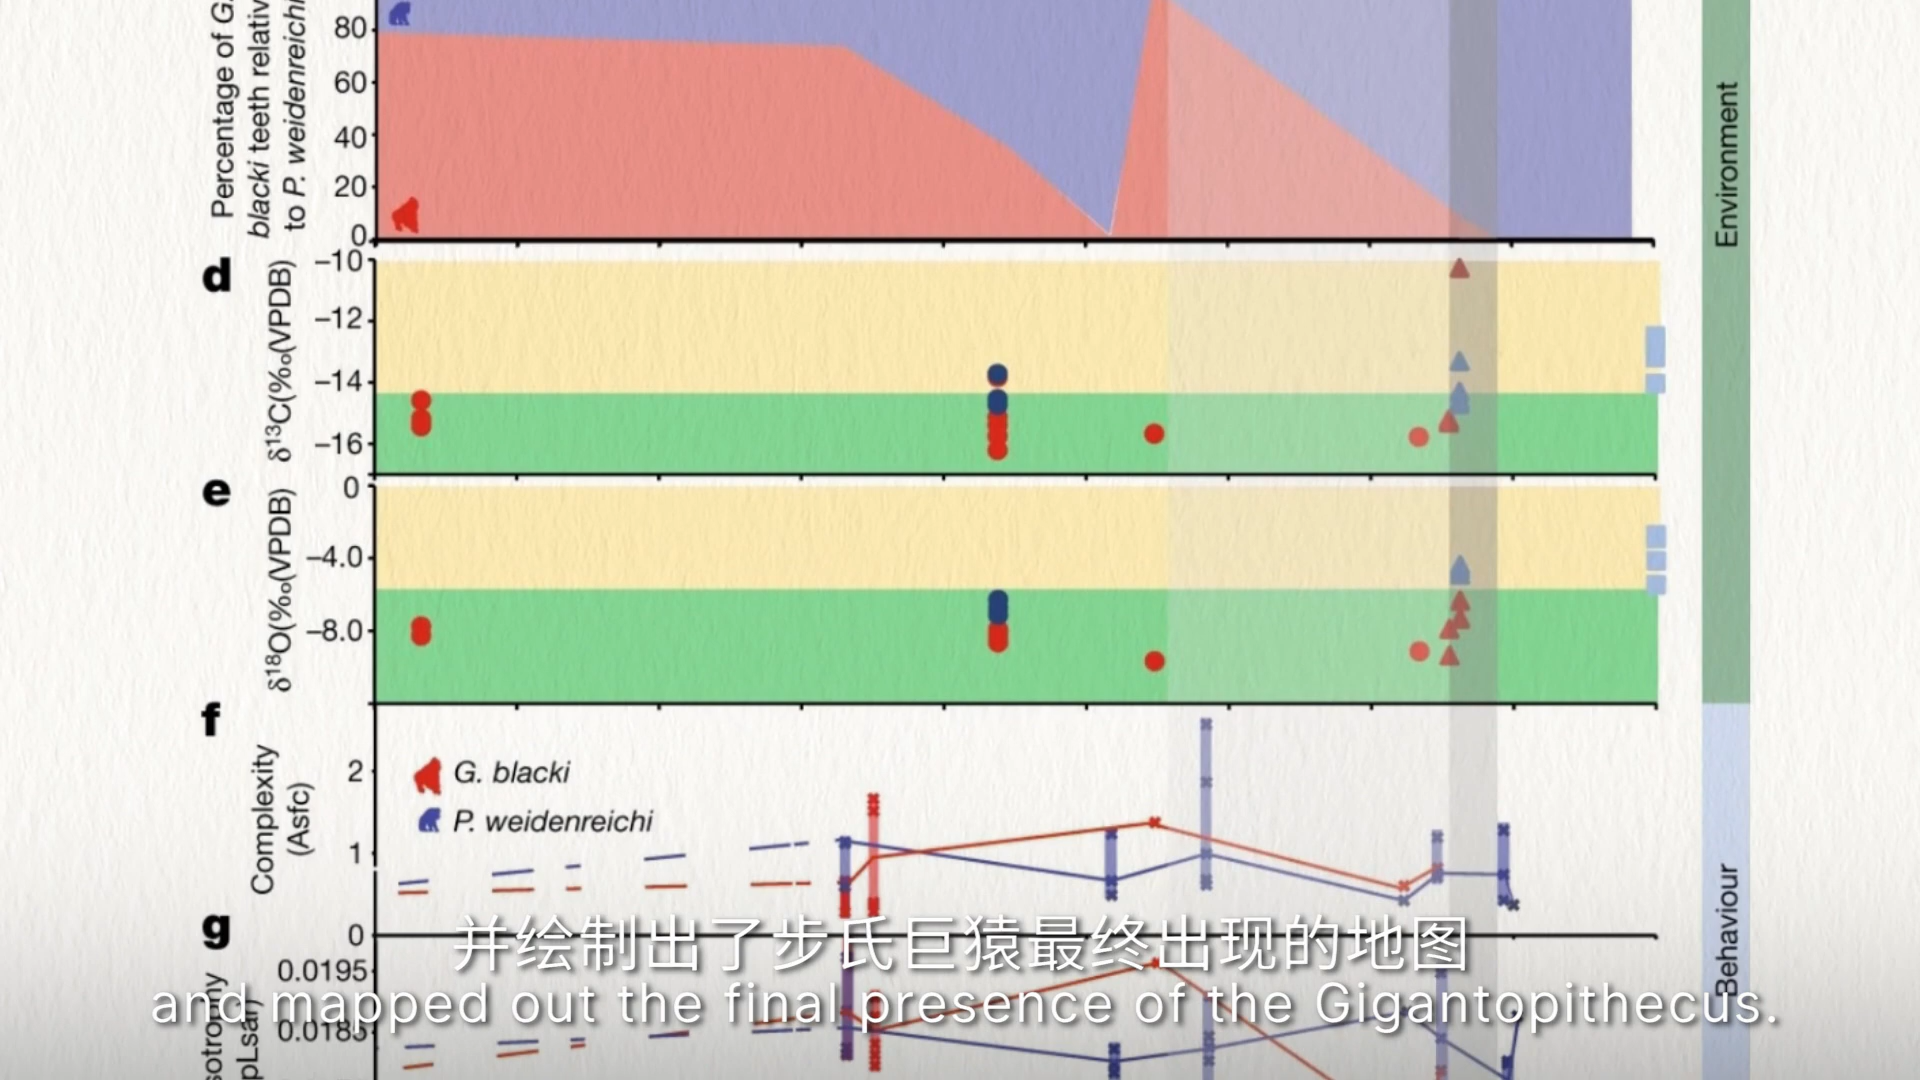 Percentage of G.
blacki teeth relativ
to P. weidenreichi
80
60
40
20
0
d
δ13C(‰(VPDB)
−10
−12
−14
−16
e
δ18O(‰(VPDB)
0
−4.0
−8.0
Environment
f
Complexity
(Asfc)
2
1
0
G. blacki
P. weidenreichi
g
sotropy
pLsar)
0.0195
0.0185
Behaviour
并绘制出了步氏巨猿最终出现的地图
and mapped out the final presence of the Gigantopithecus.